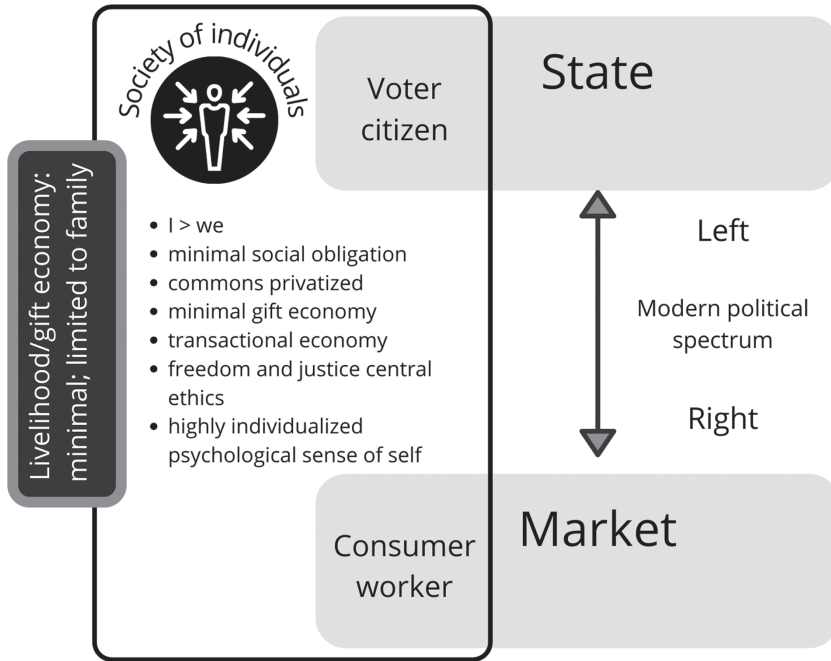 Society of individuals
Voter
citizen
State
Livelihood/gift economy:
minimal; limited to family
• I > we
• minimal social obligation
• commons privatized
• minimal gift economy
• transactional economy
• freedom and justice central
ethics
• highly individualized
psychological sense of self
Left
Modern political
spectrum
Right
Consumer
worker
Market